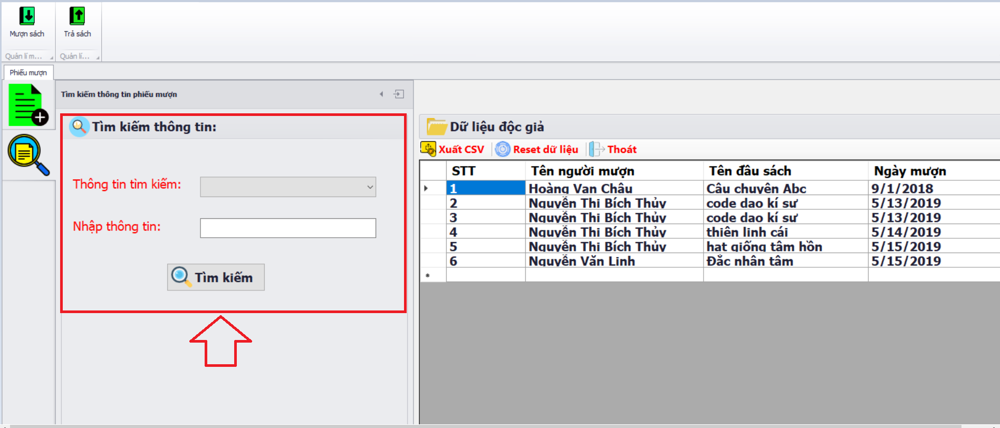 Mượn sách
Trả sách
Quản lí m...
Quản lí...
Phiếu mượn
Tìm kiếm thông tin phiếu mượn
Tìm kiếm thông tin:
Thông tin tìm kiếm:
Nhập thông tin:
Tìm kiếm
Dữ liệu độc giả
Xuất CSV Reset dữ liệu Thoát
STT Tên người mượn Tên đầu sách Ngày mượn
1 Hoàng Van Châu Câu chuyên Abc 9/1/2018
2 Nguyễn Thi Bích Thủy code dao kí sư 5/13/2019
3 Nguyễn Thi Bích Thủy code dao kí sư 5/13/2019
4 Nguyễn Thi Bích Thủy thiên linh cái 5/14/2019
5 Nguyễn Thi Bích Thủy hat giống tâm hồn 5/15/2019
6 Nguyễn Văn Linh Đắc nhân tâm 5/15/2019